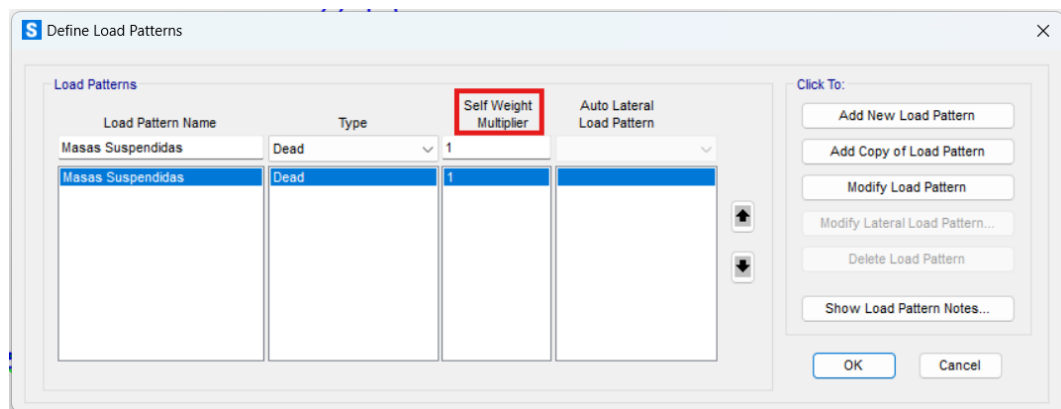 S Define Load Patterns
Load Patterns
Click To:
Load Pattern Name
Type
Self Weight
Multiplier
Auto Lateral
Load Pattern
Masas Suspendidas
Dead
1
Masas Suspendidas
Dead
1
Add New Load Pattern
Add Copy of Load Pattern
Modify Load Pattern
Modify Lateral Load Pattern...
Delete Load Pattern
Show Load Pattern Notes...
OK
Cancel